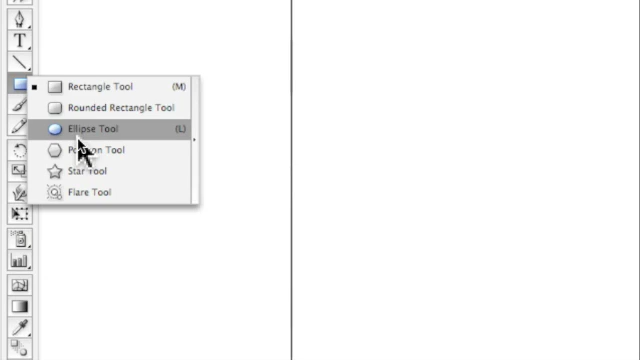 T
Rectangle Tool (M)
Rounded Rectangle Tool
Ellipse Tool (L)
Tool
Star Tool
Flare Tool